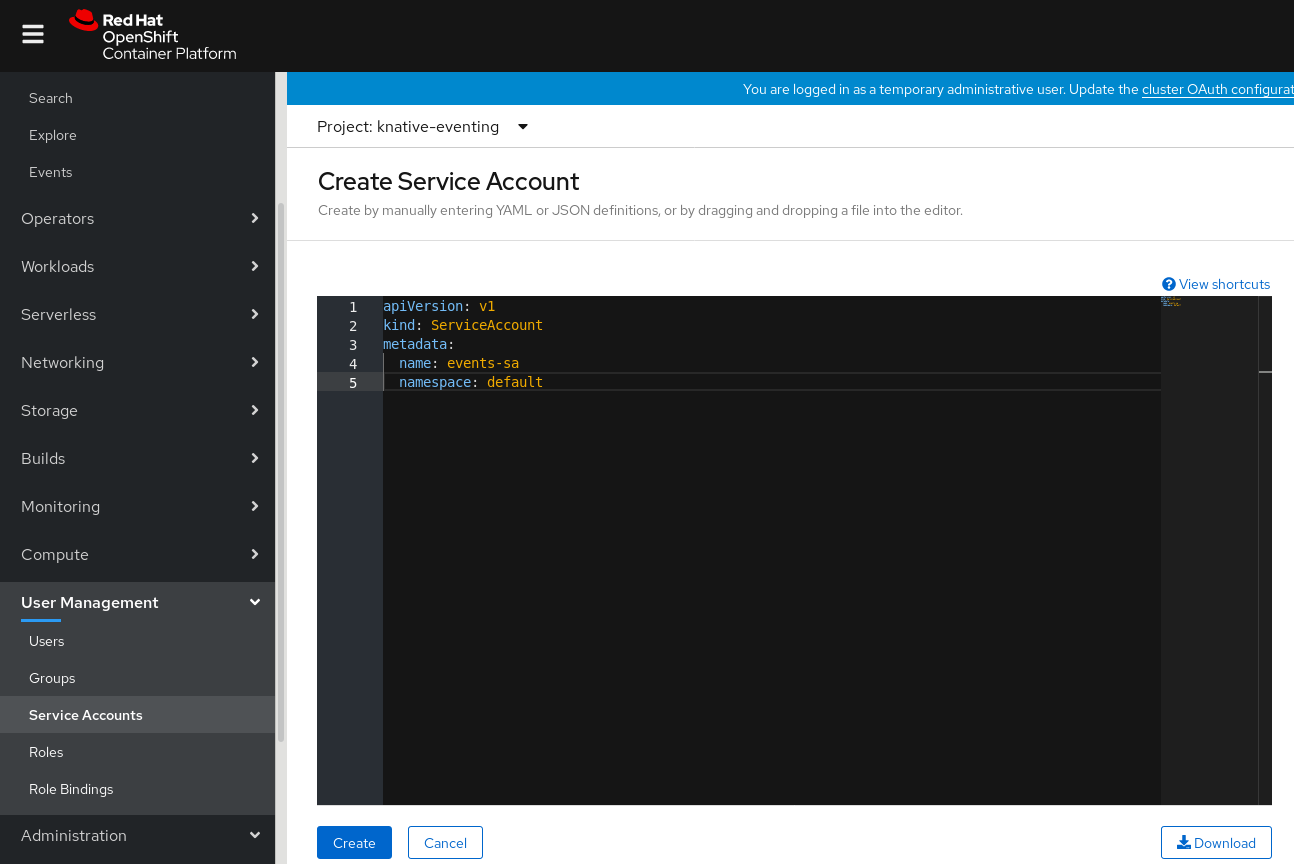 Red Hat
OpenShift
Container Platform
Search
Explore
Events
Operators
Workloads
Serverless
Networking
Storage
Builds
Monitoring
Compute
User Management
Users
Groups
Service Accounts
Roles
Role Bindings
Administration
You are logged in as a temporary administrative user. Update the cluster OAuth configurat
Project: knative-eventing
Create Service Account
Create by manually entering YAML or JSON definitions, or by dragging and dropping a file into the editor.
View shortcuts
1 apiVersion: v1
2 kind: ServiceAccount
3 metadata:
4   name: events-sa
5   namespace: default
Create
Cancel
Download